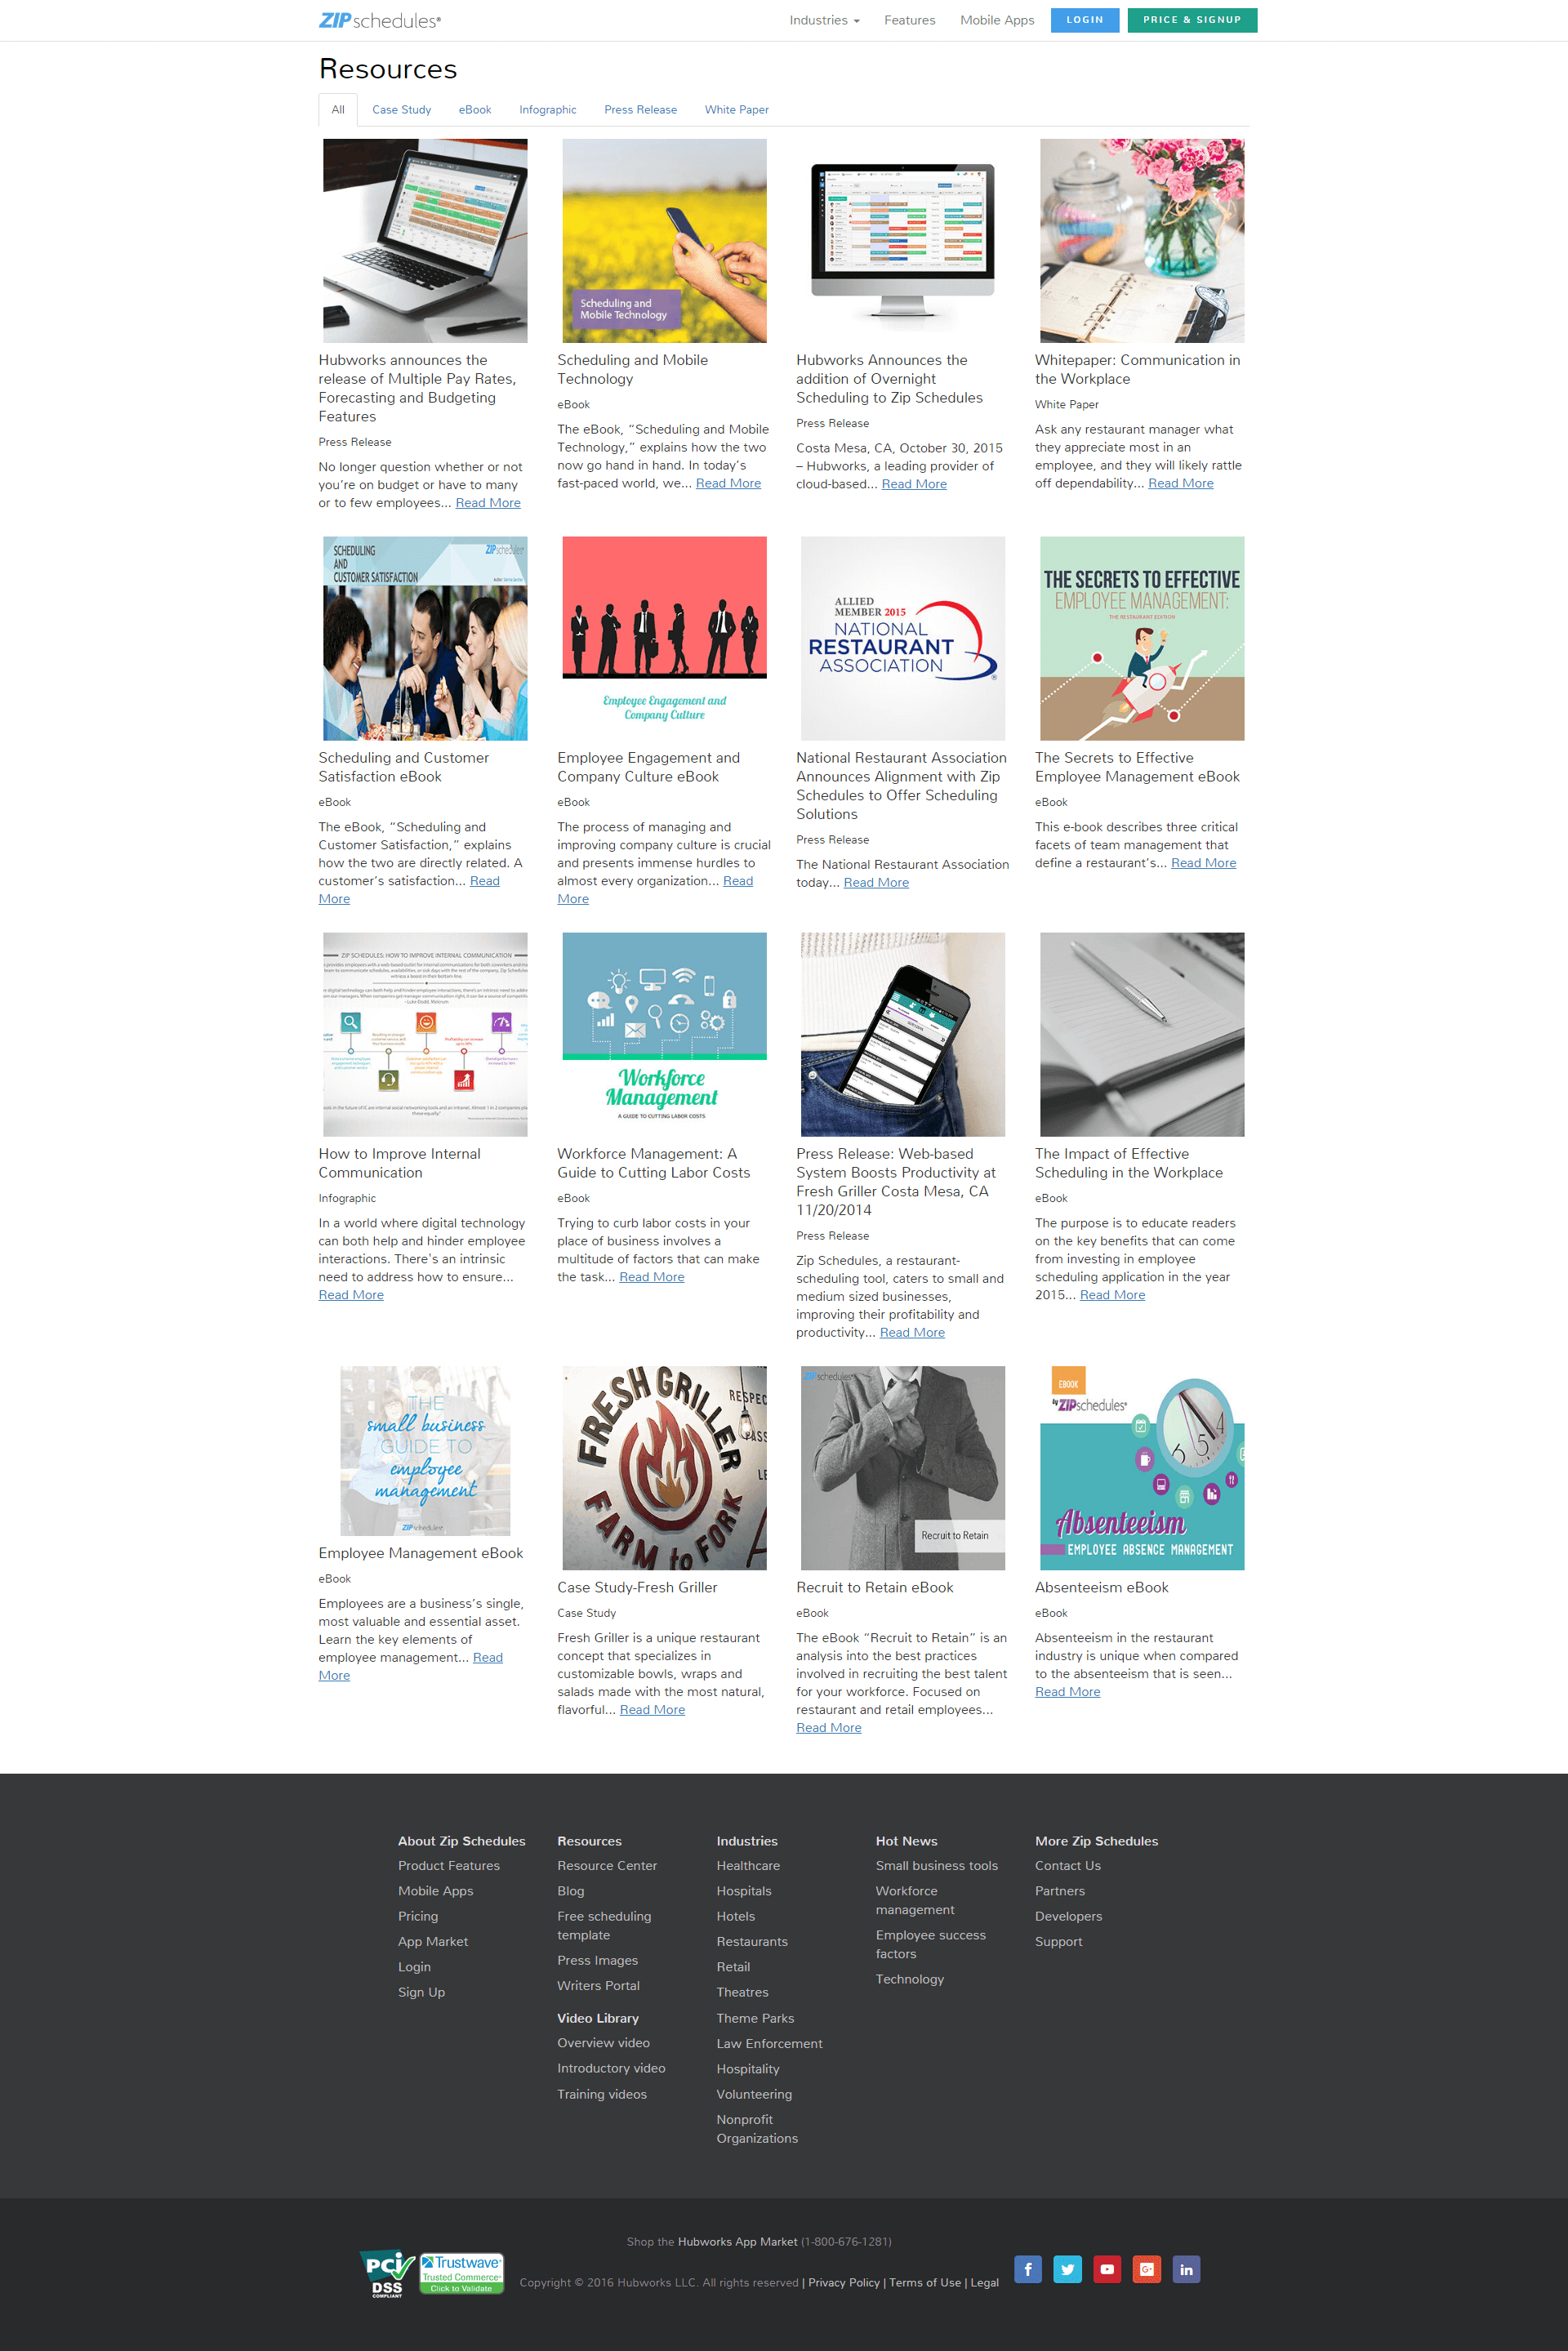 ZIPschedules®
Industries
Features
Mobile Apps
LOGIN
PRICE & SIGNUP
Resources
All
Case Study
eBook
Infographic
Press Release
White Paper
Hubworks announces the
release of Multiple Pay Rates,
Forecasting and Budgeting
Features
Press Release
No longer question whether or not
you're on budget or have to many
or to few employees... Read More
Scheduling and
Mobile Technology
Scheduling and Mobile
Technology
eBook
The eBook, “Scheduling and Mobile
Technology,” explains how the two
now go hand in hand. In today's
fast-paced world, we... Read More
Hubworks Announces the
addition of Overnight
Scheduling to Zip Schedules
Press Release
Costa Mesa, CA, October 30, 2015
– Hubworks, a leading provider of
cloud-based... Read More
Whitepaper: Communication in
the Workplace
White Paper
Ask any restaurant manager what
they appreciate most in an
employee, and they will likely rattle
off dependability... Read More
SCHEDULING
AND
CUSTOMER SATISFACTION
ZIPschedules
Scheduling and Customer
Satisfaction eBook
eBook
The eBook, “Scheduling and
Customer Satisfaction,” explains
how the two are directly related. A
customer's satisfaction... Read
More
Employee Engagement and
Company Culture
Employee Engagement and
Company Culture eBook
eBook
The process of managing and
improving company culture is crucial
and presents immense hurdles to
almost every organization... Read
More
ALLIED
MEMBER 2015
NATIONAL
RESTAURANT
ASSOCIATION®
National Restaurant Association
Announces Alignment with Zip
Schedules to Offer Scheduling
Solutions
Press Release
The National Restaurant Association
today... Read More
THE SECRETS TO EFFECTIVE
EMPLOYEE MANAGEMENT:
THE RESTAURANT EDITION
The Secrets to Effective
Employee Management eBook
eBook
This e-book describes three critical
facets of team management that
define a restaurant's... Read More
ZIP SCHEDULES: HOW TO IMPROVE INTERNAL COMMUNICATION
How to Improve Internal
Communication
Infographic
In a world where digital technology
can both help and hinder employee
interactions. There's an intrinsic
need to address how to ensure...
Read More
Workforce
Management
A GUIDE TO CUTTING LABOR COSTS
Workforce Management: A
Guide to Cutting Labor Costs
eBook
Trying to curb labor costs in your
place of business involves a
multitude of factors that can make
the task... Read More
Press Release: Web-based
System Boosts Productivity at
Fresh Griller Costa Mesa, CA
11/20/2014
Press Release
Zip Schedules, a restaurant-
scheduling tool, caters to small and
medium sized businesses,
improving their profitability and
productivity... Read More
The Impact of Effective
Scheduling in the Workplace
eBook
The purpose is to educate readers
on the key benefits that can come
from investing in employee
scheduling application in the year
2015... Read More
THE
small business
GUIDE TO
employee
management
ZIPschedules
Employee Management eBook
eBook
Employees are a business's single,
most valuable and essential asset.
Learn the key elements of
employee management... Read
More
FRESH GRILLER
FARM to FORK
RESPEC
Case Study-Fresh Griller
Case Study
Fresh Griller is a unique restaurant
concept that specializes in
customizable bowls, wraps and
salads made with the most natural,
flavorful... Read More
ZIPschedules
Recruit to Retain
Recruit to Retain eBook
eBook
The eBook “Recruit to Retain” is an
analysis into the best practices
involved in recruiting the best talent
for your workforce. Focused on
restaurant and retail employees...
Read More
EBOOK
by ZIPschedules®
6 5 4
Absenteeism
EMPLOYEE ABSENCE MANAGEMENT
Absenteeism eBook
eBook
Absenteeism in the restaurant
industry is unique when compared
to the absenteeism that is seen...
Read More
About Zip Schedules
Product Features
Mobile Apps
Pricing
App Market
Login
Sign Up
Resources
Resource Center
Blog
Free scheduling
template
Press Images
Writers Portal
Video Library
Overview video
Introductory video
Training videos
Industries
Healthcare
Hospitals
Hotels
Restaurants
Retail
Theatres
Theme Parks
Law Enforcement
Hospitality
Volunteering
Nonprofit
Organizations
Hot News
Small business tools
Workforce
management
Employee success
factors
Technology
More Zip Schedules
Contact Us
Partners
Developers
Support
PCI
DSS
COMPLIANT
Trustwave®
Trusted Commerce™
Click to Validate
Shop the Hubworks App Market (1-800-676-1281)
Copyright © 2016 Hubworks LLC. All rights reserved | Privacy Policy | Terms of Use | Legal